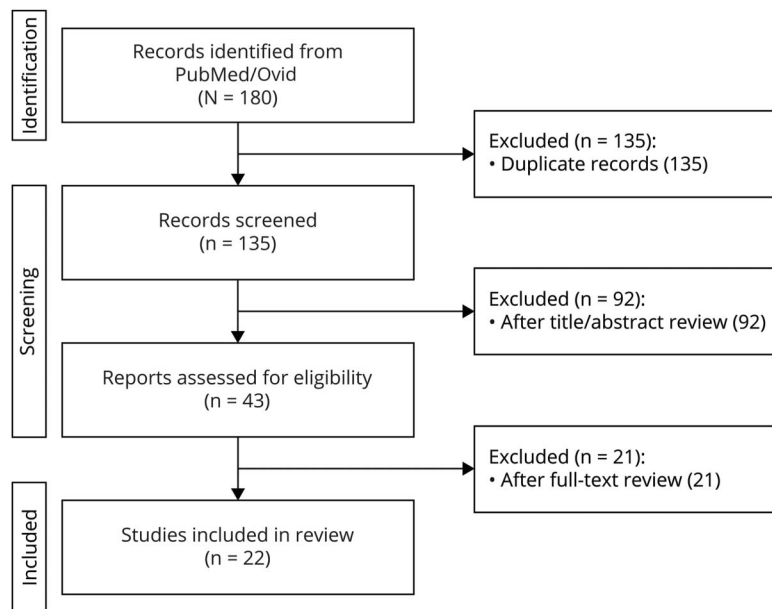 Identification
Records identified from
PubMed/Ovid
(N = 180)
Excluded (n = 135):
• Duplicate records (135)
Screening
Records screened
(n = 135)
Excluded (n = 92):
• After title/abstract review (92)
Reports assessed for eligibility
(n = 43)
Excluded (n = 21):
• After full-text review (21)
Included
Studies included in review
(n = 22)